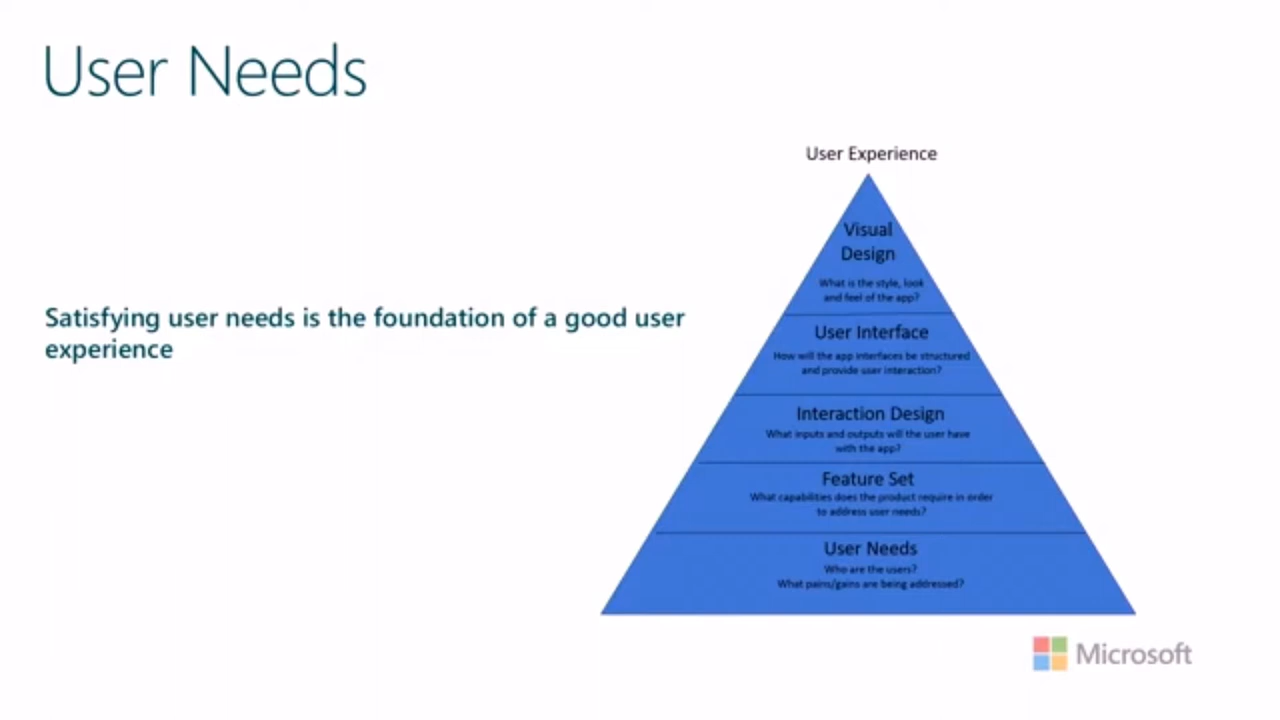 User Needs
User Experience
Visual
Design
What is the style, look
and feel of the app?
Satisfying user needs is the foundation of a good user
experience
User Interface
How will the app interfaces be structured
and provide user interaction?
Interaction Design
What inputs and outputs will the user have
with the app?
Feature Set
What capabilities does the product require in order
to address user needs?
User Needs
Who are the users?
What pains/gains are being addressed?
Microsoft